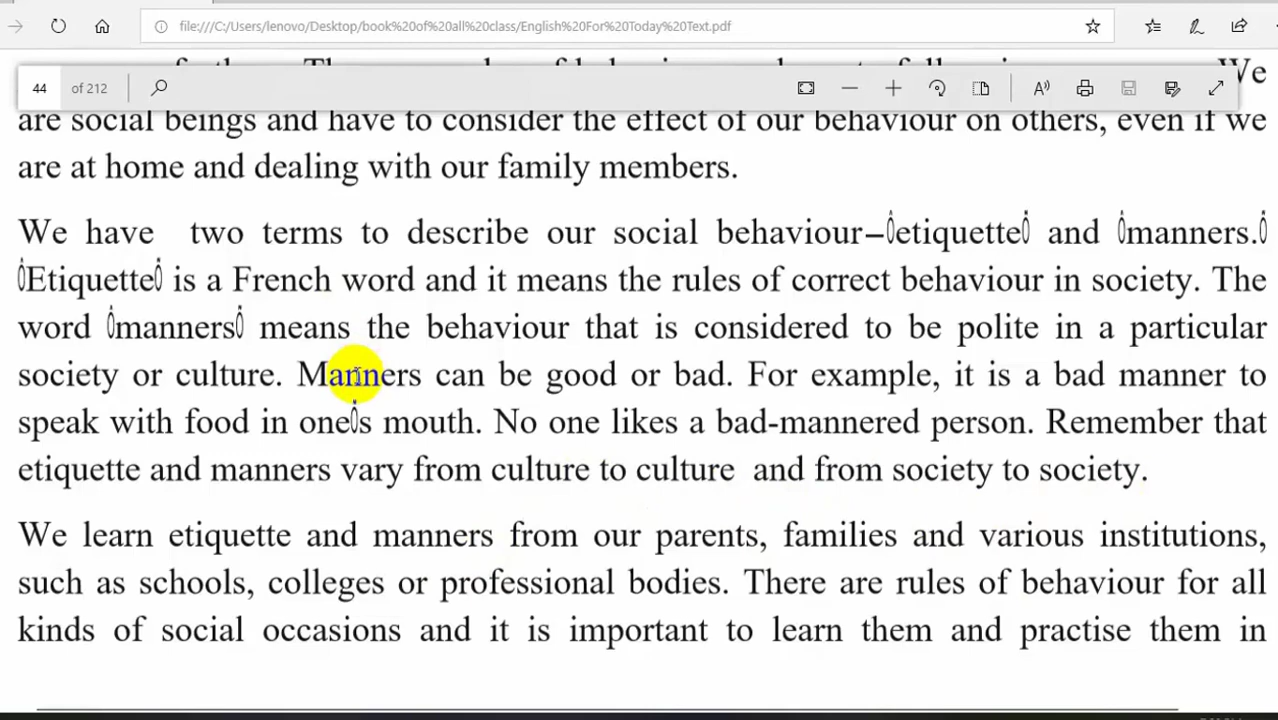 file:///C:/Users/lenovo/Desktop/book%20of%20all%20class/English%20For%20Today%20Text.pdf
We
44 of 212
are social beings and have to consider the effect of our behaviour on others, even if we
are at home and dealing with our family members.
We have two terms to describe our social behaviour–Ôetiquette and Ômanners.Õ
ÔEtiquetteÕ is a French word and it means the rules of correct behaviour in society. The
word ÔmannersÕ means the behaviour that is considered to be polite in a particular
society or culture. Manners can be good or bad. For example, it is a bad manner to
speak with food in oneÕs mouth. No one likes a bad-mannered person. Remember that
etiquette and manners vary from culture to culture and from society to society.
We learn etiquette and manners from our parents, families and various institutions,
such as schools, colleges or professional bodies. There are rules of behaviour for all
kinds of social occasions and it is important to learn them and practise them in